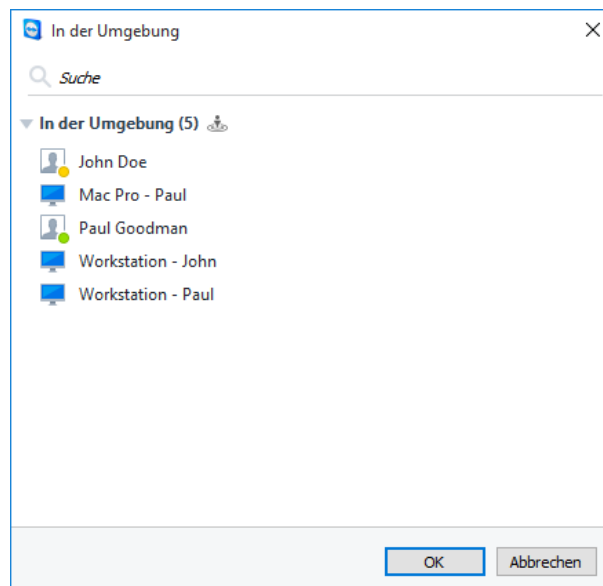 In der Umgebung
Suche
In der Umgebung (5)
John Doe
Mac Pro - Paul
Paul Goodman
Workstation - John
Workstation - Paul
OK Abbrechen